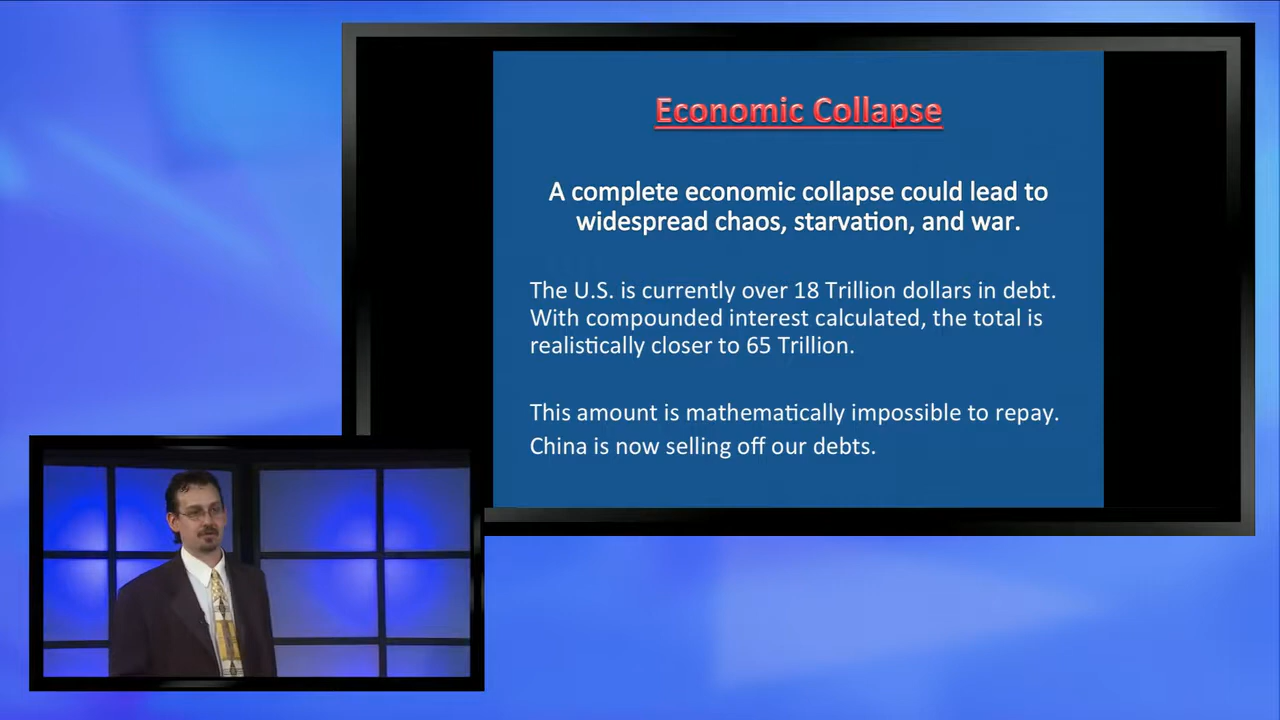 Economic Collapse
A complete economic collapse could lead to
widespread chaos, starvation, and war.
The U.S. is currently over 18 Trillion dollars in debt.
With compounded interest calculated, the total is
realistically closer to 65 Trillion.
This amount is mathematically impossible to repay.
China is now selling off our debts.